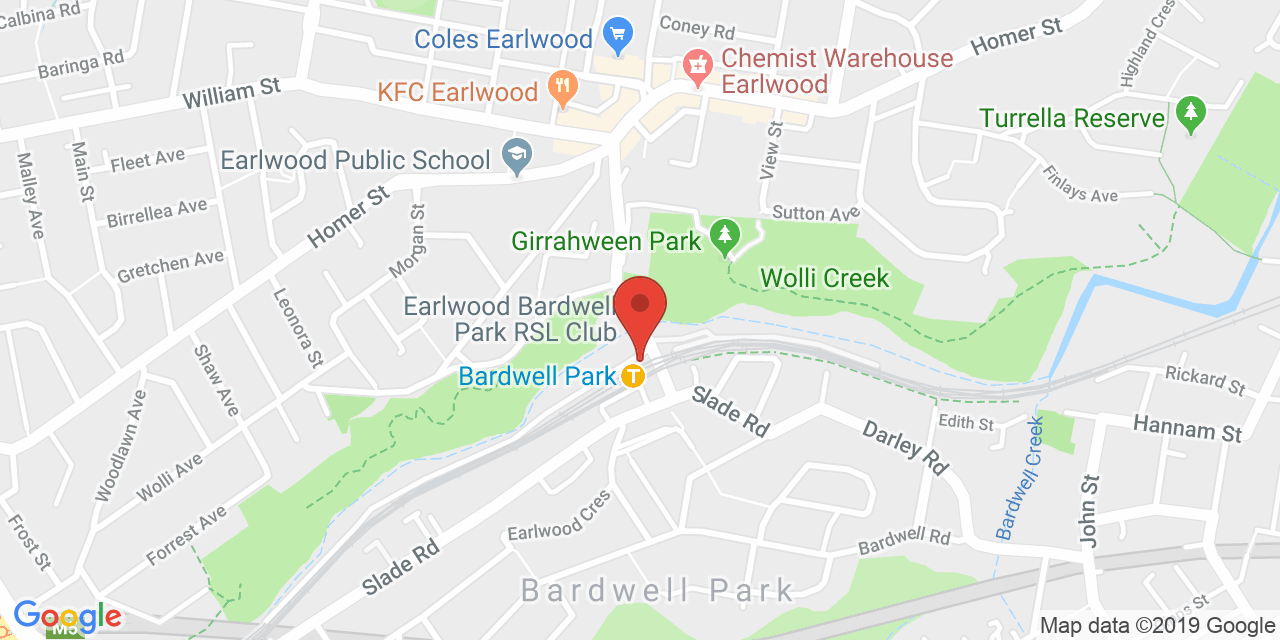 Calbina Rd
Coney Rd
Homer St
Highland Cres
Coles Earlwood
Baringa Rd
Chemist Warehouse
Earlwood
KFC Earlwood
William St
Turrella Reserve
View St
Fleet Ave
Main St
Malley Ave
Earlwood Public School
Finlays Ave
Birrellea Ave
Homer St
Morgan St
Sutton Ave
Girrahween Park
Gretchen Ave
Wolli Creek
Leonora St
Earlwood Bardwell
Park RSL Club
Shaw Ave
Bardwell Park
T
Rickard St
Slade Rd
Woodlawn Ave
Edith St
Hannam St
Darley Rd
Wolli Ave
Bardwell Creek
John St
Forrest Ave
Frost St
Earlwood Cres
Bardwell Rd
Slade Rd
Bardwell Park
Google
M5
Map data ©2019 Google